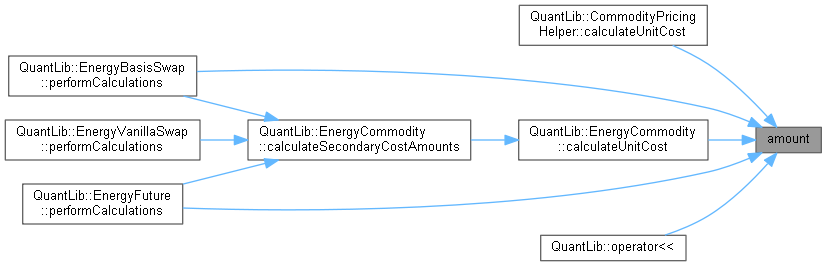 QuantLib::CommodityPricing
Helper::calculateUnitCost
QuantLib::EnergyBasisSwap
::performCalculations
QuantLib::EnergyVanillaSwap
::performCalculations
QuantLib::EnergyCommodity
::calculateSecondaryCostAmounts
QuantLib::EnergyCommodity
::calculateUnitCost
amount
QuantLib::EnergyFuture
::performCalculations
QuantLib::operator<<